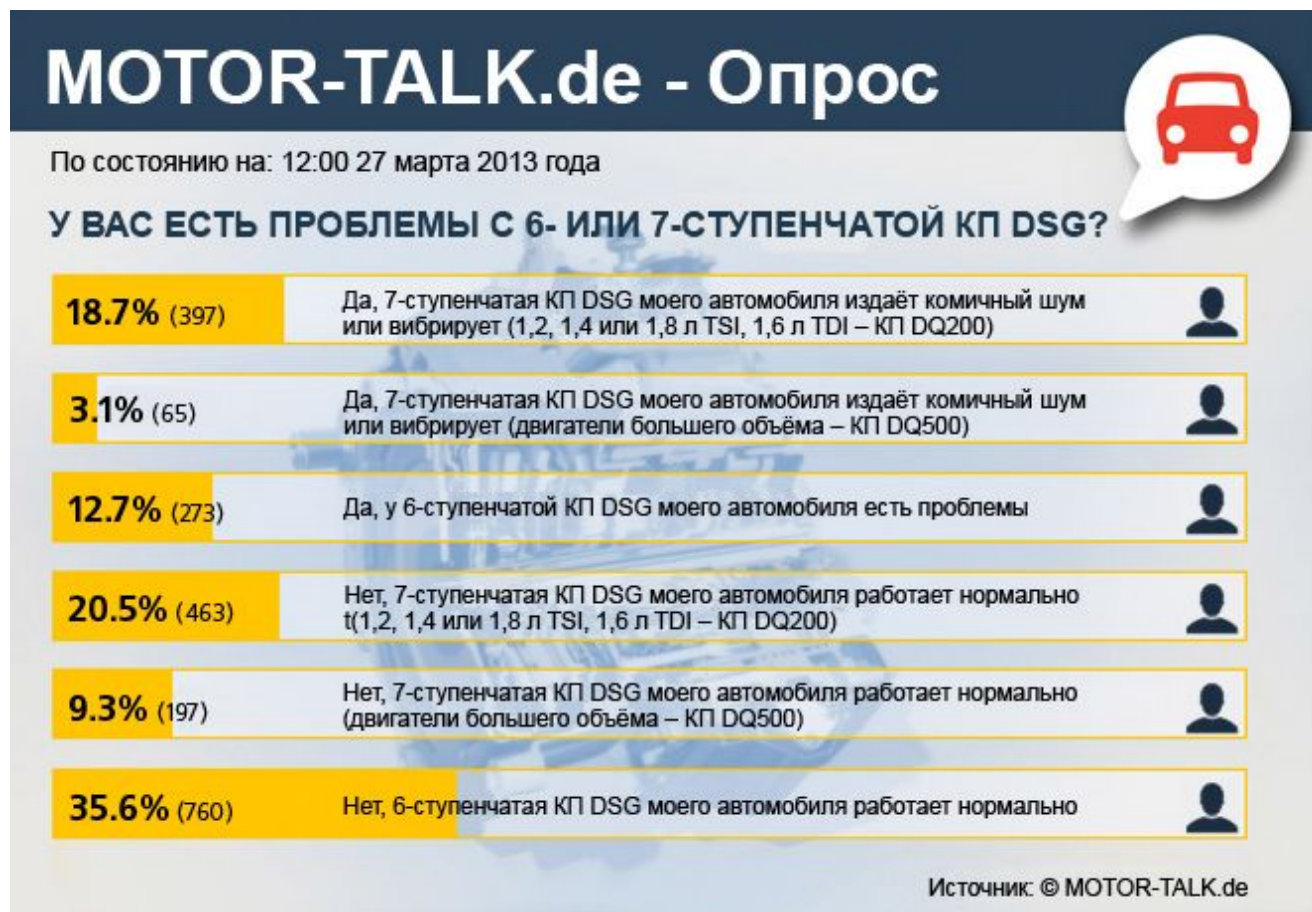 MOTOR-TALK.de - Опрос
По состоянию на: 12:00 27 марта 2013 года
У ВАС ЕСТЬ ПРОБЛЕМЫ С 6- ИЛИ 7-СТУПЕНЧАТОЙ КП DSG?
18.7% (397)
Да, 7-ступенчатая КП DSG моего автомобиля издаёт комичный шум
или вибрирует (1,2, 1,4 или 1,8 л TSI, 1,6 л TDI – КП DQ200)
3.1% (65)
Да, 7-ступенчатая КП DSG моего автомобиля издаёт комичный шум
или вибрирует (двигатели большего объёма – КП DQ500)
12.7% (273)
Да, у 6-ступенчатой КП DSG моего автомобиля есть проблемы
20.5% (463)
Нет, 7-ступенчатая КП DSG моего автомобиля работает нормально
t(1,2, 1,4 или 1,8 л TSI, 1,6 л TDI – КП DQ200)
9.3% (197)
Нет, 7-ступенчатая КП DSG моего автомобиля работает нормально
(двигатели большего объёма – КП DQ500)
35.6% (760)
Нет, 6-ступенчатая КП DSG моего автомобиля работает нормально
Источник: © MOTOR-TALK.de